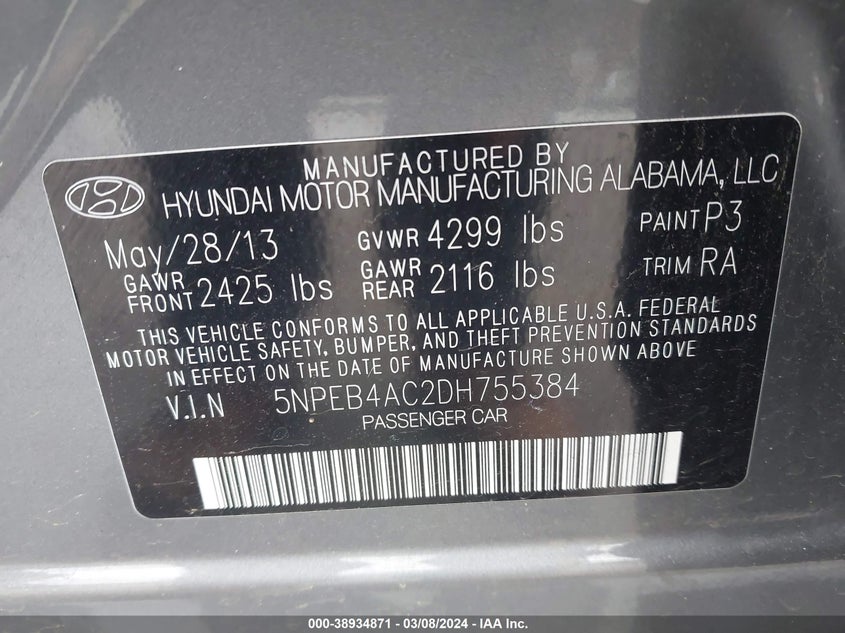 MANUFACTURED BY
HYUNDAI MOTOR MANUFACTURING ALABAMA, LLC
May/28/13 GVWR 4299 lbs PAINT P3
GAWR FRONT 2425 lbs GAWR REAR 2116 lbs TRIM RA
THIS VEHICLE CONFORMS TO ALL APPLICABLE U.S.A. FEDERAL
MOTOR VEHICLE SAFETY, BUMPER, AND THEFT PREVENTION STANDARDS
IN EFFECT ON THE DATE OF MANUFACTURE SHOWN ABOVE
V.I.N 5NPEB4AC2DH755384
PASSENGER CAR
000-38934871 - 03/08/2024 - IAA Inc.